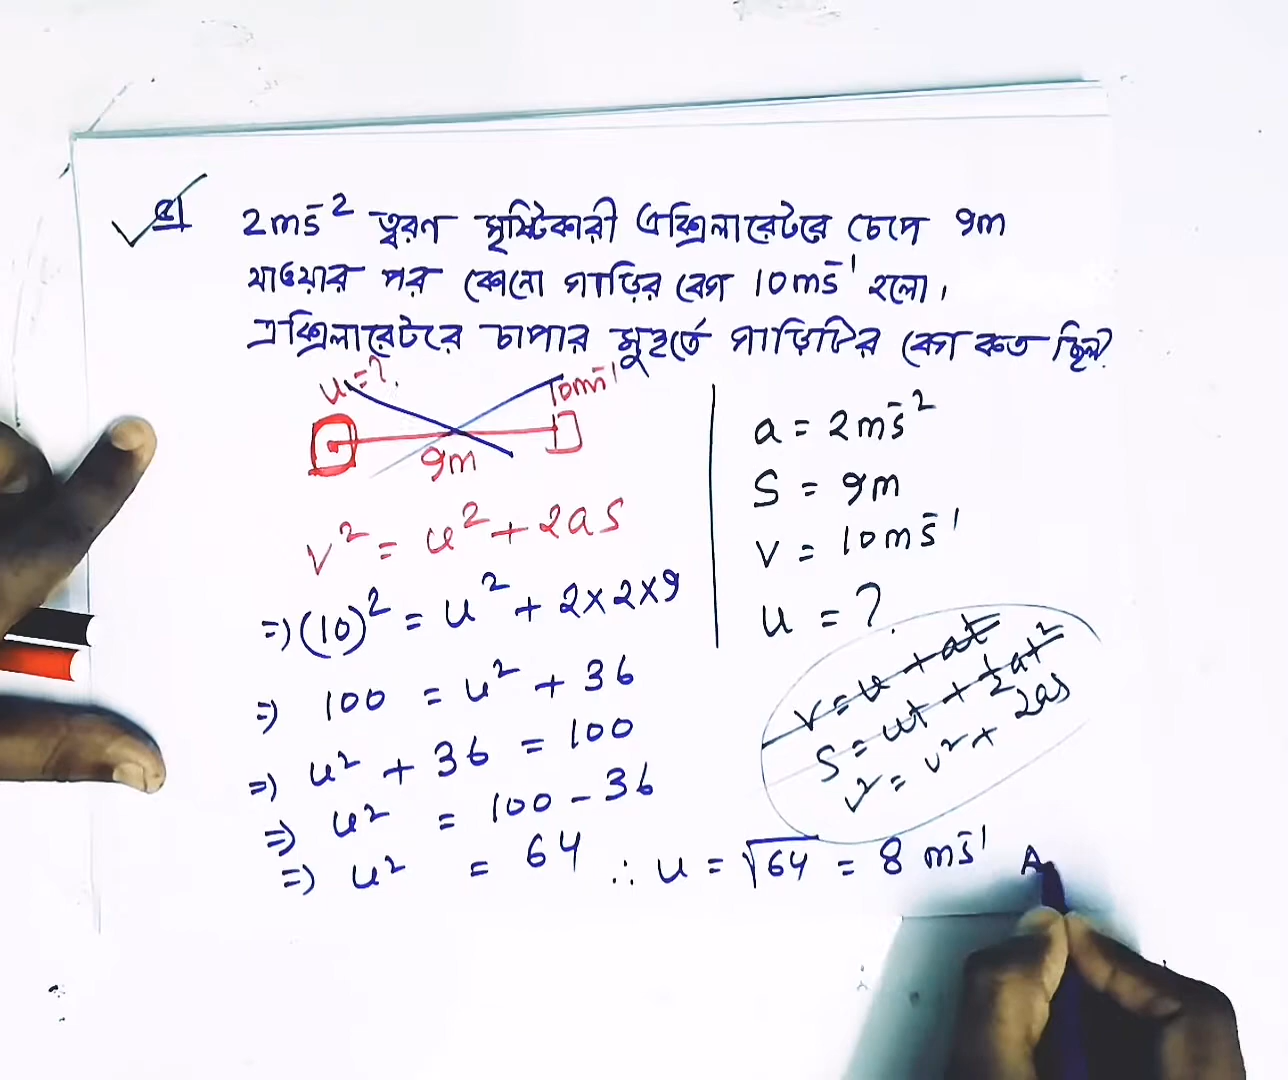 ৫। 2ms⁻² ত্বরণ সৃষ্টিকারী এক্সিলারেটরে চেপে 9m
যাওয়ার পর কোনো গাড়ির বেগ 10ms⁻¹ হলো।
এক্সিলারেটরে চাপার মুহূর্তে গাড়িটির বেগ কত ছিল?
u=?
10ms⁻¹
9m
v² = u² + 2as
⇒ (10)² = u² + 2×2×9
⇒ 100 = u² + 36
⇒ u² + 36 = 100
⇒ u² = 100 - 36
⇒ u² = 64 ∴ u = √64 = 8 ms⁻¹ A
a = 2ms⁻²
S = 9m
v = 10ms⁻¹
u = ?
v = u + at
S = ut + ½at²
v² = v² + 2as